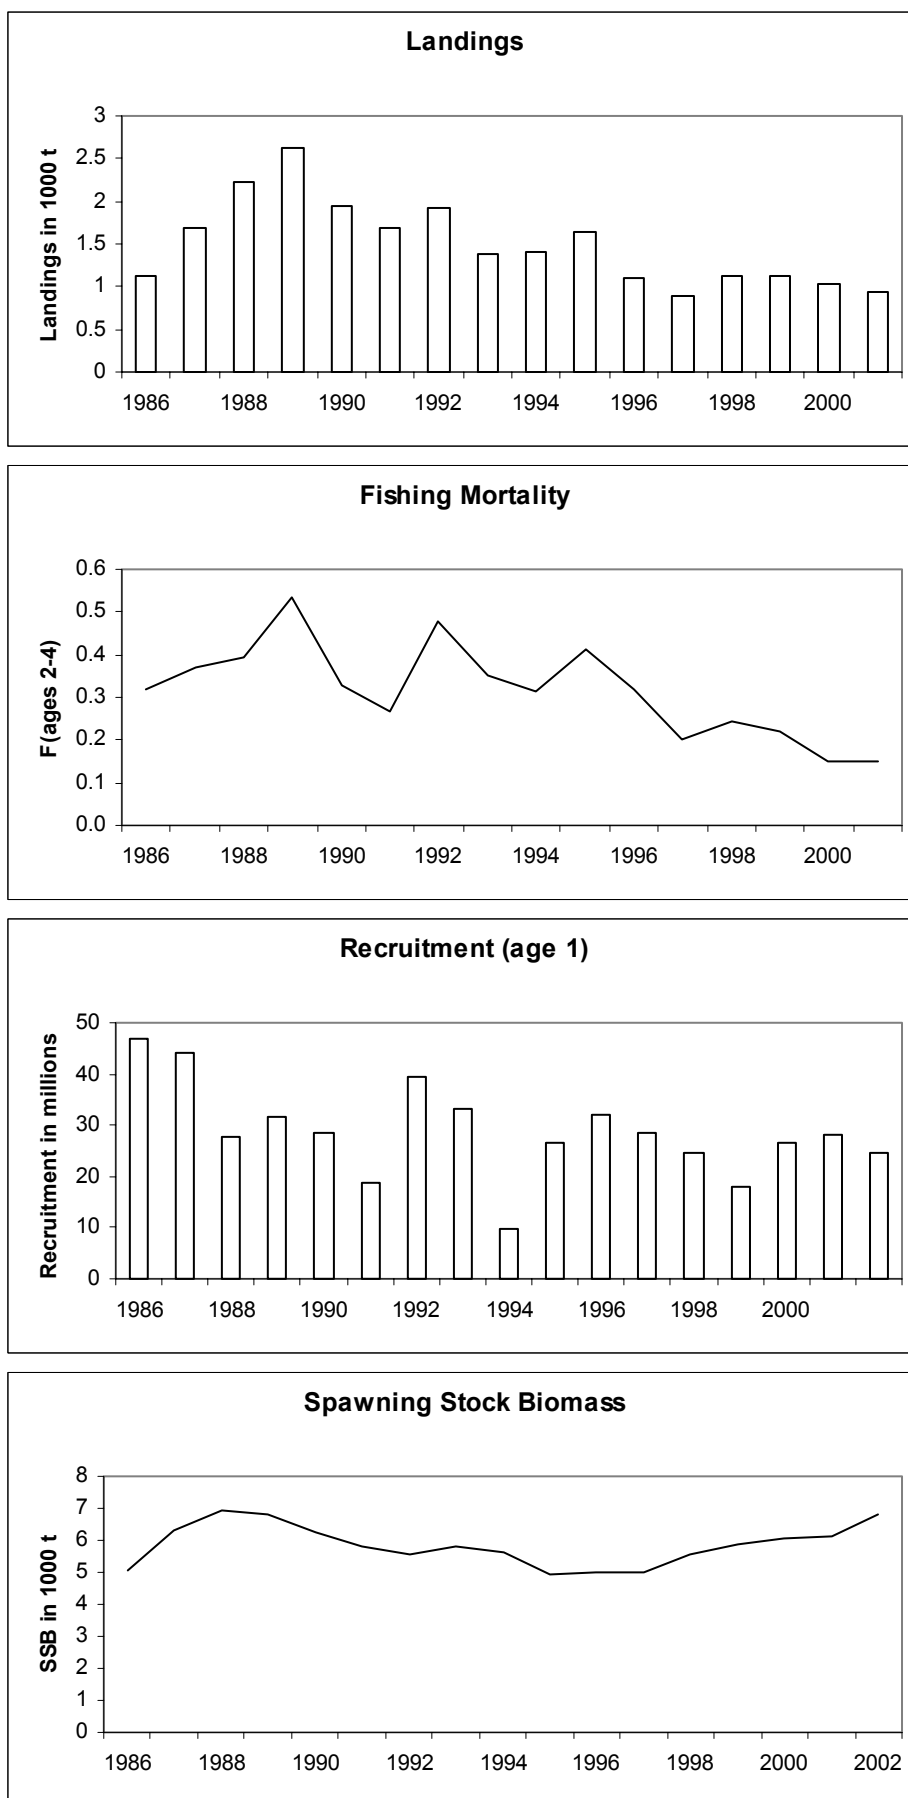 Landings
Landings in 1000 t
3
2.5
2
1.5
1
0.5
0
1986 1988 1990 1992 1994 1996 1998 2000
Fishing Mortality
F(ages 2-4)
0.6
0.5
0.4
0.3
0.2
0.1
0.0
1986 1988 1990 1992 1994 1996 1998 2000
Recruitment (age 1)
Recruitment in millions
50
40
30
20
10
0
1986 1988 1990 1992 1994 1996 1998 2000
Spawning Stock Biomass
SSB in 1000 t
8
7
6
5
4
3
2
1
0
1986 1988 1990 1992 1994 1996 1998 2000 2002